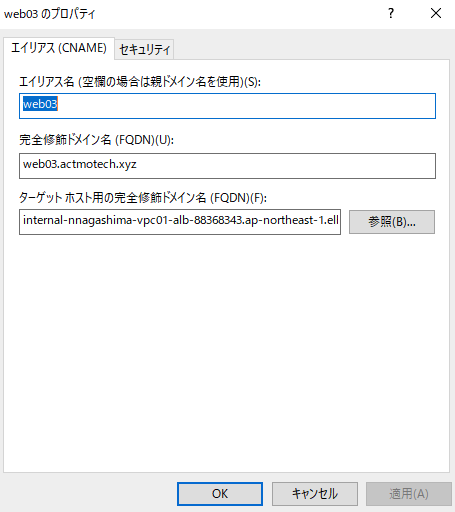 web03 のプロパティ
?
エイリアス (CNAME) セキュリティ
エイリアス名 (空欄の場合は親ドメイン名を使用)(S):
web03
完全修飾ドメイン名 (FQDN)(U):
web03.actmotech.xyz
ターゲット ホスト用の完全修飾ドメイン名 (FQDN)(F):
internal-nnagashima-vpc01-alb-88368343.ap-northeast-1.ell 参照(B)...
OK キャンセル 適用(A)